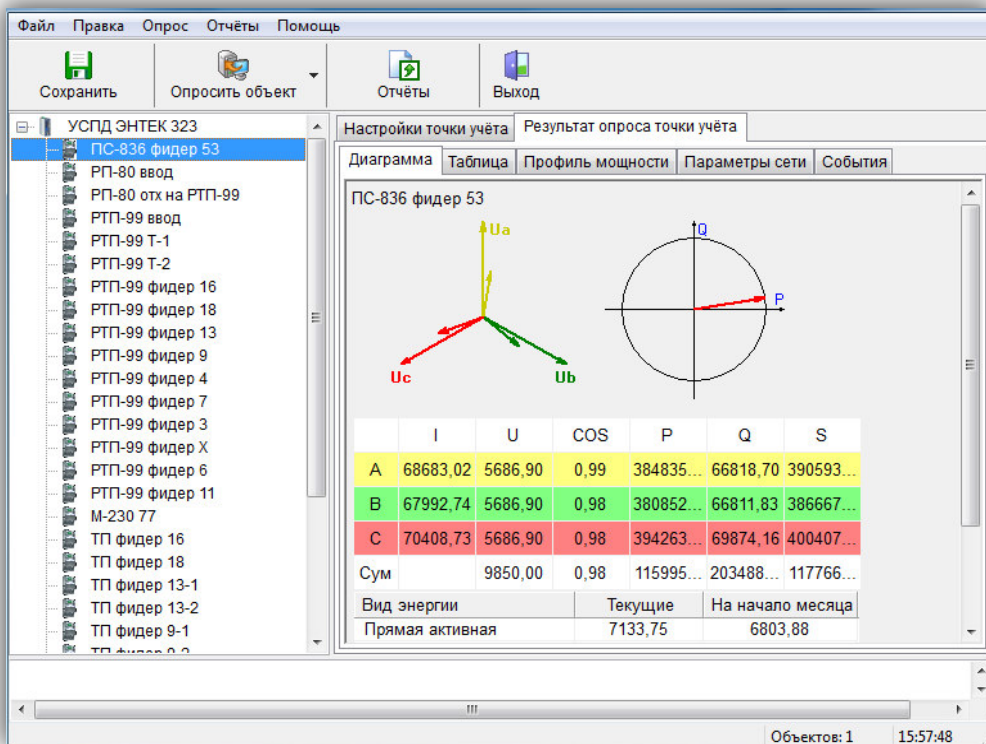 Файл Правка Опрос Отчёты Помощь
Сохранить Опросить объект Отчёты Выход
УСПД ЭНТЕК 323
ПС-836 фидер 53
РП-80 ввод
РП-80 отх на РТП-99
РТП-99 ввод
РТП-99 Т-1
РТП-99 Т-2
РТП-99 фидер 16
РТП-99 фидер 18
РТП-99 фидер 13
РТП-99 фидер 9
РТП-99 фидер 4
РТП-99 фидер 7
РТП-99 фидер 3
РТП-99 фидер Х
РТП-99 фидер 6
РТП-99 фидер 11
М-230 77
ТП фидер 16
ТП фидер 18
ТП фидер 13-1
ТП фидер 13-2
ТП фидер 9-1
ТП фидер 9-2
Настройки точки учёта Результат опроса точки учёта
Диаграмма Таблица Профиль мощности Параметры сети События
ПС-836 фидер 53
Ua Q
P
Uc Ub
I U COS P Q S
A 68683,02 5686,90 0,99 384835... 66818,70 390593...
B 67992,74 5686,90 0,98 380852... 66811,83 386667...
C 70408,73 5686,90 0,98 394263... 69874,16 400407...
Сум 9850,00 0,98 115995... 203488... 117766...
Вид энергии Текущие На начало месяца
Прямая активная 7133,75 6803,88
Объектов: 1 15:57:48